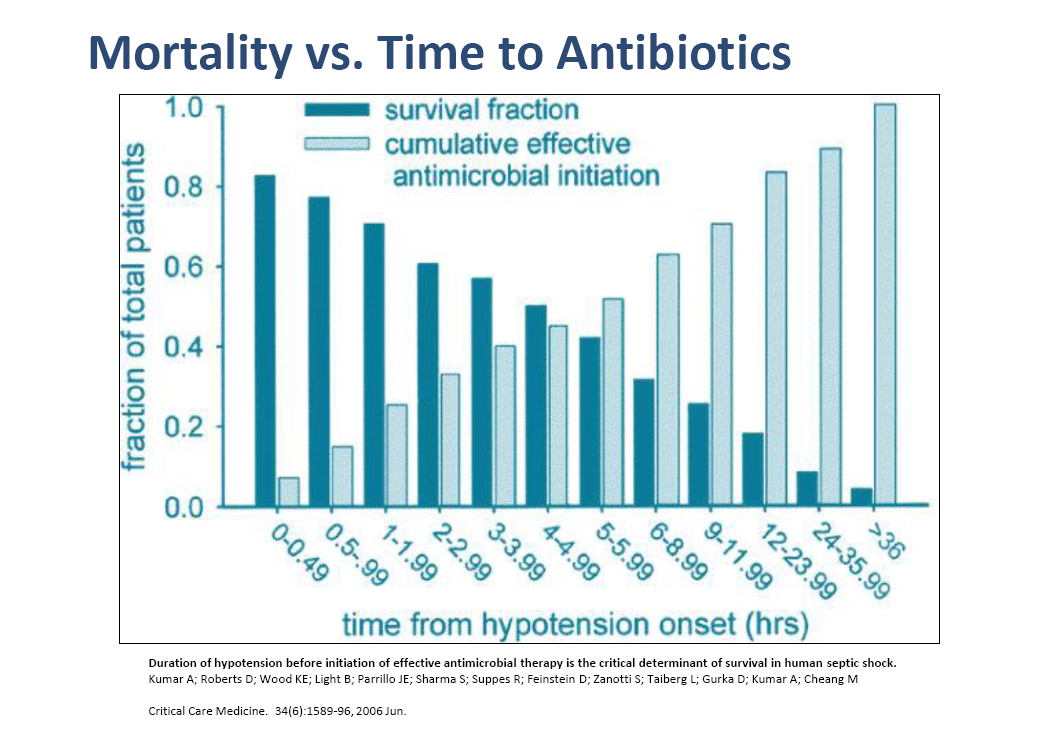 Mortality vs. Time to Antibiotics
1.0
0.8
0.6
0.4
0.2
0.0
fraction of total patients
survival fraction
cumulative effective
antimicrobial initiation
0-0.49
0.5-.99
1-1.99
2-2.99
3-3.99
4-4.99
5-5.99
6-8.99
9-11.99
12-23.99
24-35.99
>36
time from hypotension onset (hrs)
Duration of hypotension before initiation of effective antimicrobial therapy is the critical determinant of survival in human septic shock.
Kumar A; Roberts D; Wood KE; Light B; Parrillo JE; Sharma S; Suppes R; Feinstein D; Zanotti S; Taiberg L; Gurka D; Kumar A; Cheang M
Critical Care Medicine. 34(6):1589-96, 2006 Jun.